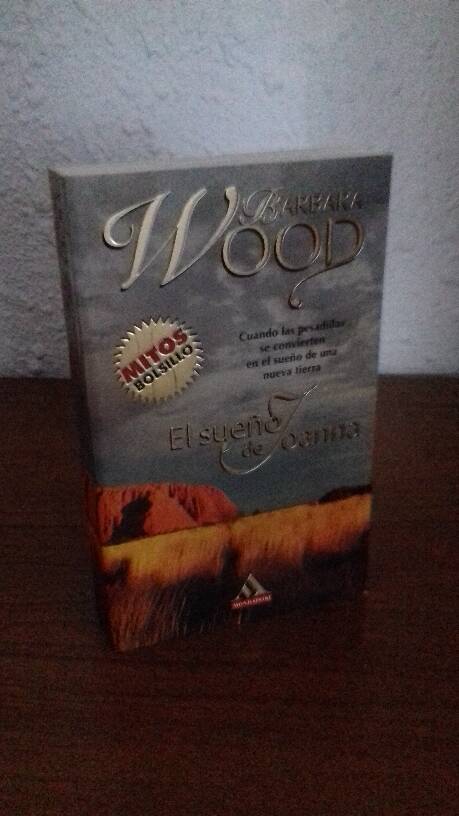 BARBARA
WOOD
Cuando las pesadillas
se convierten
en el sueño de una
nueva tierra
MITOS
BOLSILLO
El sueño
de Joanna
MONDADORI